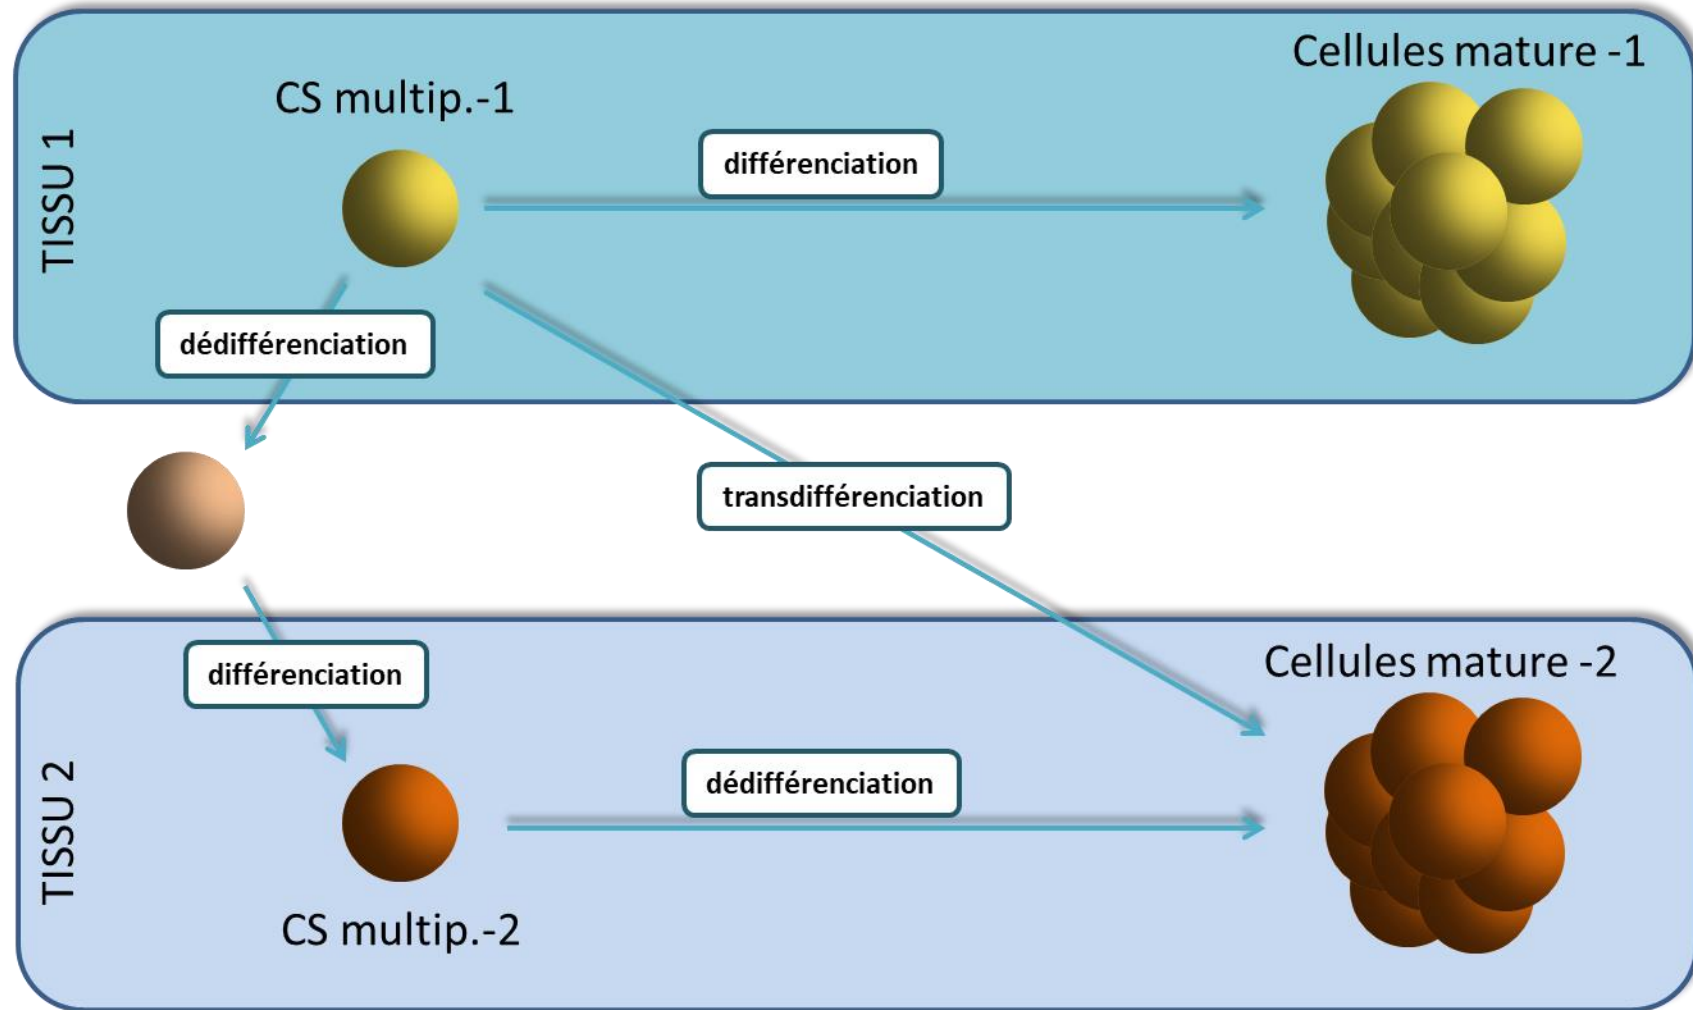 Cellules mature -1
CS multip.-1
TISSU 1
différenciation
dédifférenciation
transdifférenciation
différenciation
Cellules mature -2
TISSU 2
dédifférenciation
CS multip.-2